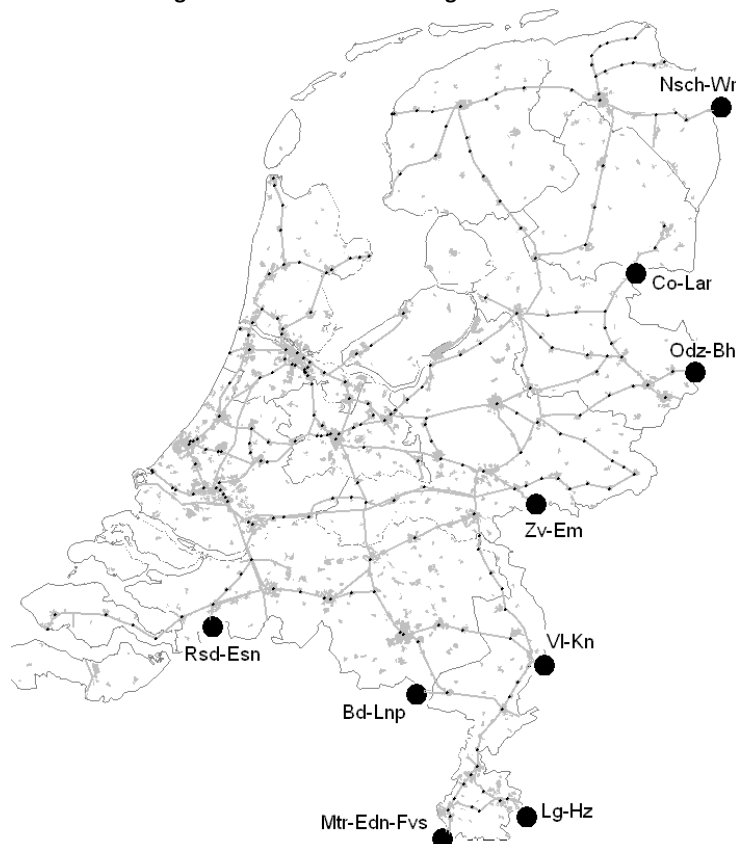 Nsch-Wr
Co-Lar
Odz-Bh
Zv-Em
Vl-Kn
Rsd-Esn
Bd-Lnp
Lg-Hz
Mtr-Edn-Fvs